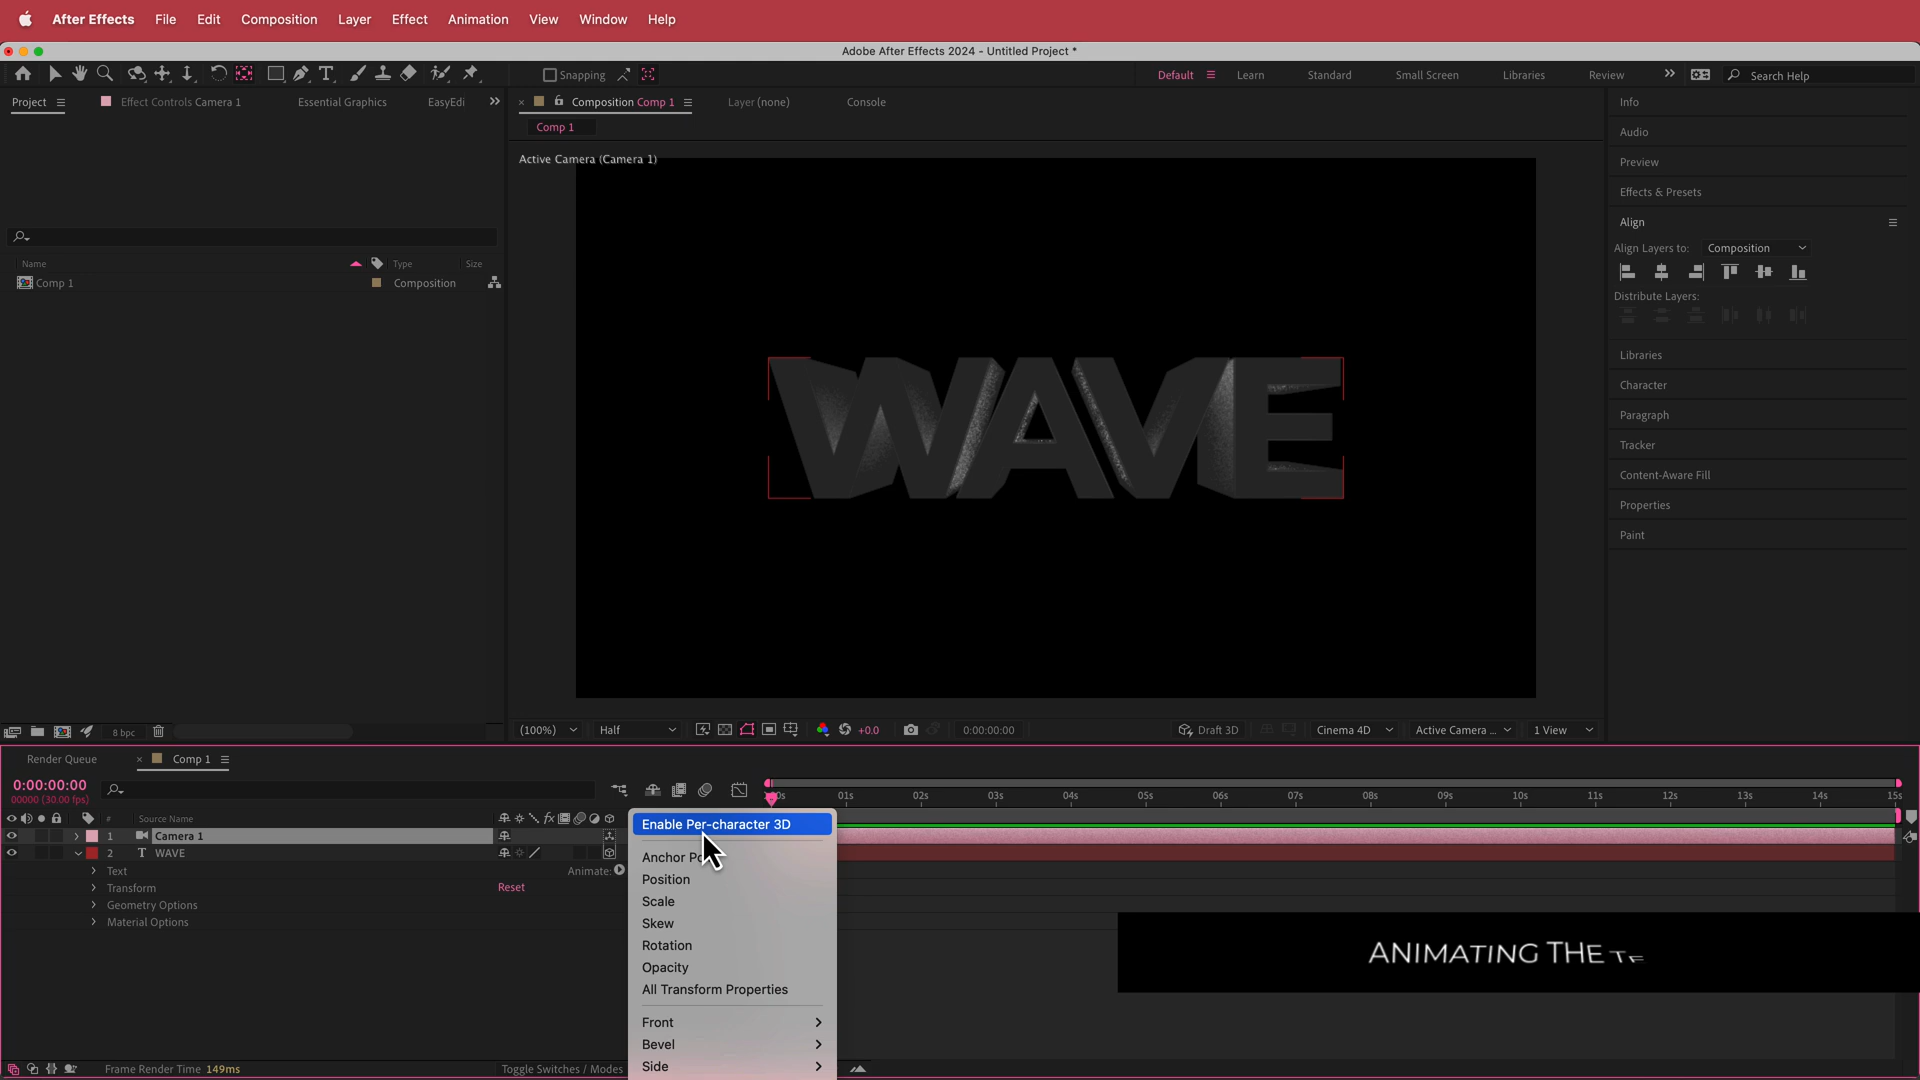 After Effects File Edit Composition Layer Effect Animation View Window Help
Adobe After Effects 2024 - Untitled Project *
Snapping
Default Learn Standard Small Screen Libraries Review Search Help
Project Effect Controls Camera 1 Essential Graphics EasyEdi
Composition Comp 1 Layer (none) Console
Comp 1
Active Camera (Camera 1)
Name Type Size
Comp 1 Composition
WAVE
Info
Audio
Preview
Effects & Presets
Align
Align Layers to: Composition
Distribute Layers:
Libraries
Character
Paragraph
Tracker
Content-Aware Fill
Properties
Paint
8 bpc
(100%) Half +0.0 0:00:00:00 Draft 3D Cinema 4D Active Camera ... 1 View
Render Queue Comp 1
0:00:00:00
00000 (30.00 fps)
01s 02s 03s 04s 05s 06s 07s 08s 09s 10s 11s 12s 13s 14s 15s
# Source Name
1 Camera 1
2 T WAVE
Text Animate:
Transform Reset
Geometry Options
Material Options
Enable Per-character 3D
Anchor Po
Position
Scale
Skew
Rotation
Opacity
All Transform Properties
Front
Bevel
Side
ANIMATING THE TE
Frame Render Time 149ms
Toggle Switches / Modes